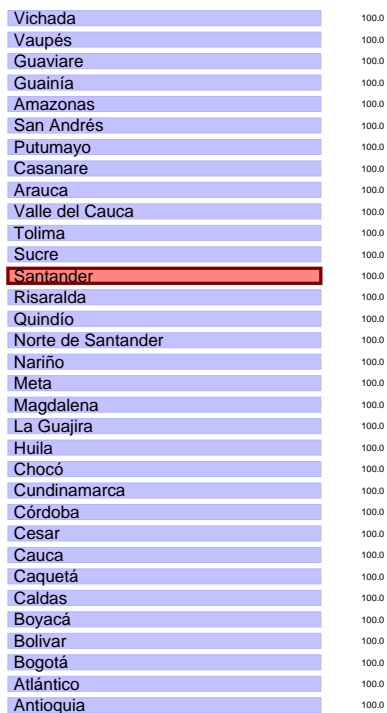 Vichada 100.0
Vaupés 100.0
Guaviare 100.0
Guainía 100.0
Amazonas 100.0
San Andrés 100.0
Putumayo 100.0
Casanare 100.0
Arauca 100.0
Valle del Cauca 100.0
Tolima 100.0
Sucre 100.0
Santander 100.0
Risaralda 100.0
Quindío 100.0
Norte de Santander 100.0
Nariño 100.0
Meta 100.0
Magdalena 100.0
La Guajira 100.0
Huila 100.0
Chocó 100.0
Cundinamarca 100.0
Córdoba 100.0
Cesar 100.0
Cauca 100.0
Caquetá 100.0
Caldas 100.0
Boyacá 100.0
Bolivar 100.0
Bogotá 100.0
Atlántico 100.0
Antioquia 100.0